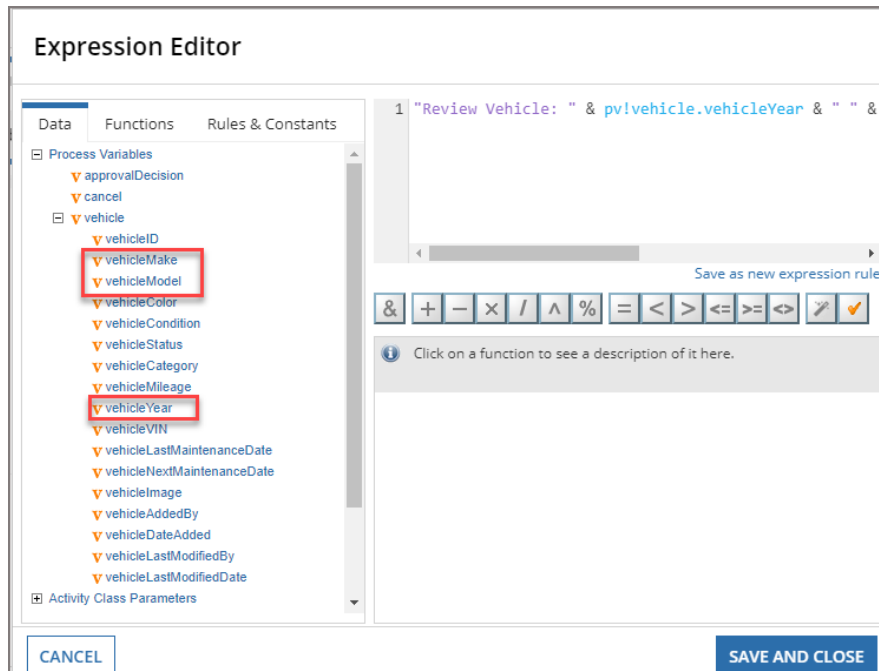 Expression Editor
Data Functions Rules & Constants
Process Variables
approvalDecision
cancel
vehicle
vehicleID
vehicleMake
vehicleModel
vehicleColor
vehicleCondition
vehicleStatus
vehicleCategory
vehicleMileage
vehicleYear
vehicleVIN
vehicleLastMaintenanceDate
vehicleNextMaintenanceDate
vehicleImage
vehicleAddedBy
vehicleDateAdded
vehicleLastModifiedBy
vehicleLastModifiedDate
Activity Class Parameters
1 "Review Vehicle: " & pv!vehicle.vehicleYear & " " &
Save as new expression rule
& + − × / ^ % = < > <= >= <>
Click on a function to see a description of it here.
CANCEL
SAVE AND CLOSE